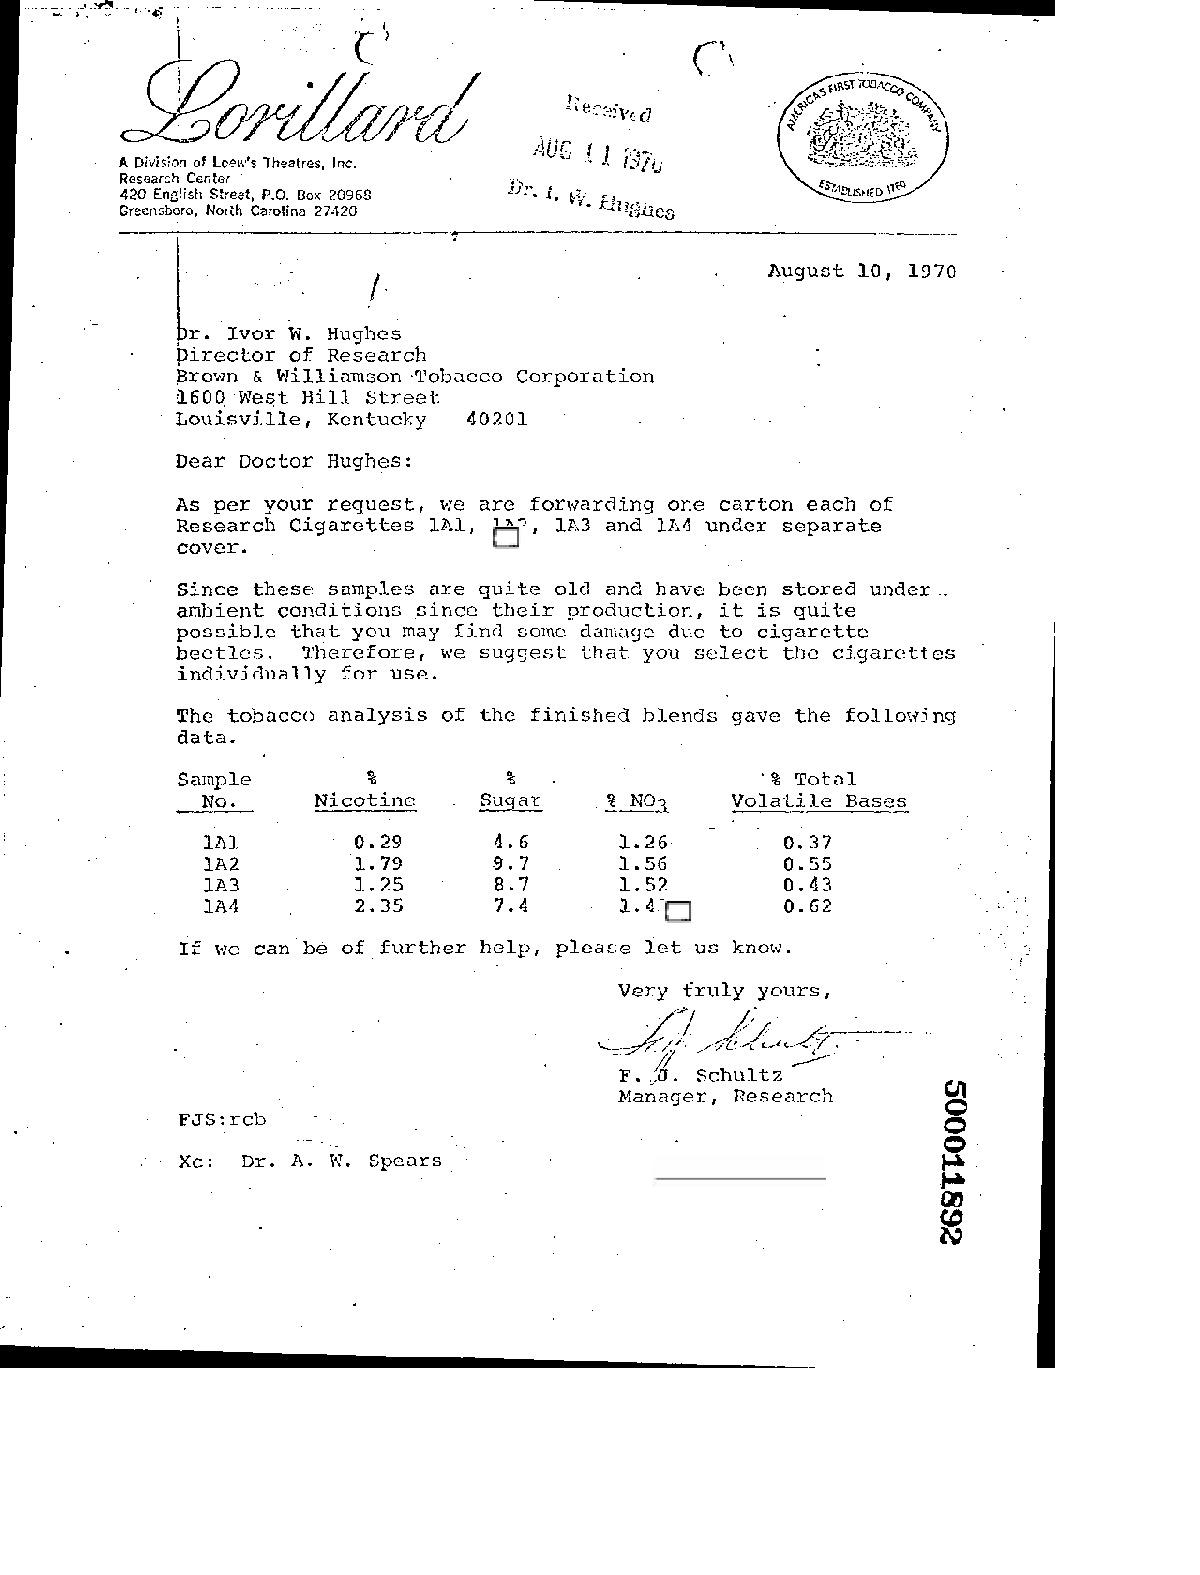 Lorillard
A Division of Loew's Theatres, Inc.
Research Center
420 English Street, P.O. Box 20968
Greensboro, North Carolina 27420
Received
AUG 11 1970
Dr. I. W. Hughes
AMERICA'S FIRST TOBACCO COMPANY
ESTABLISHED 1760
August 10, 1970
Dr. Ivor W. Hughes
Director of Research
Brown & Williamson Tobacco Corporation
1600 West Hill Street
Louisville, Kentucky 40201
Dear Doctor Hughes:
As per your request, we are forwarding one carton each of
Research Cigarettes 1A1, , 1A3 and 1A4 under separate
cover.
Since these samples are quite old and have been stored under
ambient conditions since their production, it is quite
possible that you may find some damage due to cigarette
beetles. Therefore, we suggest that you select the cigarettes
individually for use.
The tobacco analysis of the finished blends gave the following
data.
Sample % % % Total
No. Nicotine Sugar % NO3 Volatile Bases
1A1 0.29 4.6 1.26 0.37
1A2 1.79 9.7 1.56 0.55
1A3 1.25 8.7 1.52 0.43
1A4 2.35 7.4 0.62
If we can be of further help, please let us know.
Very truly yours,
F. J. Schultz
F. J. Schultz
Manager, Research
FJS:rcb
Xc: Dr. A. W. Spears
500011892